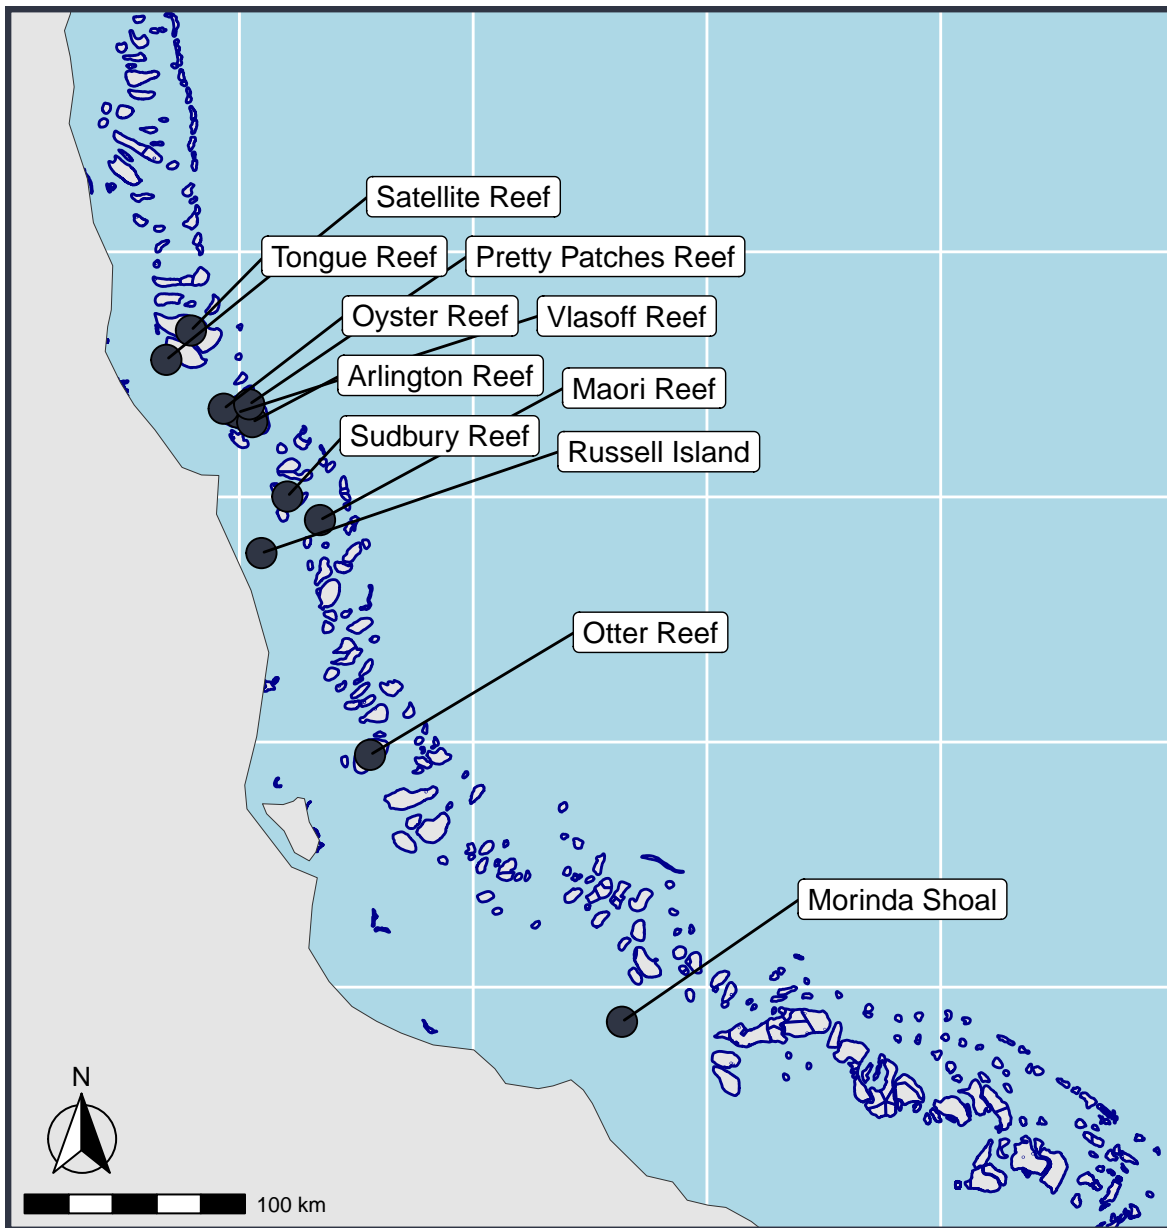 Satellite Reef
Tongue Reef
Pretty Patches Reef
Oyster Reef
Vlasoff Reef
Arlington Reef
Maori Reef
Sudbury Reef
Russell Island
Otter Reef
Morinda Shoal
N
100 km